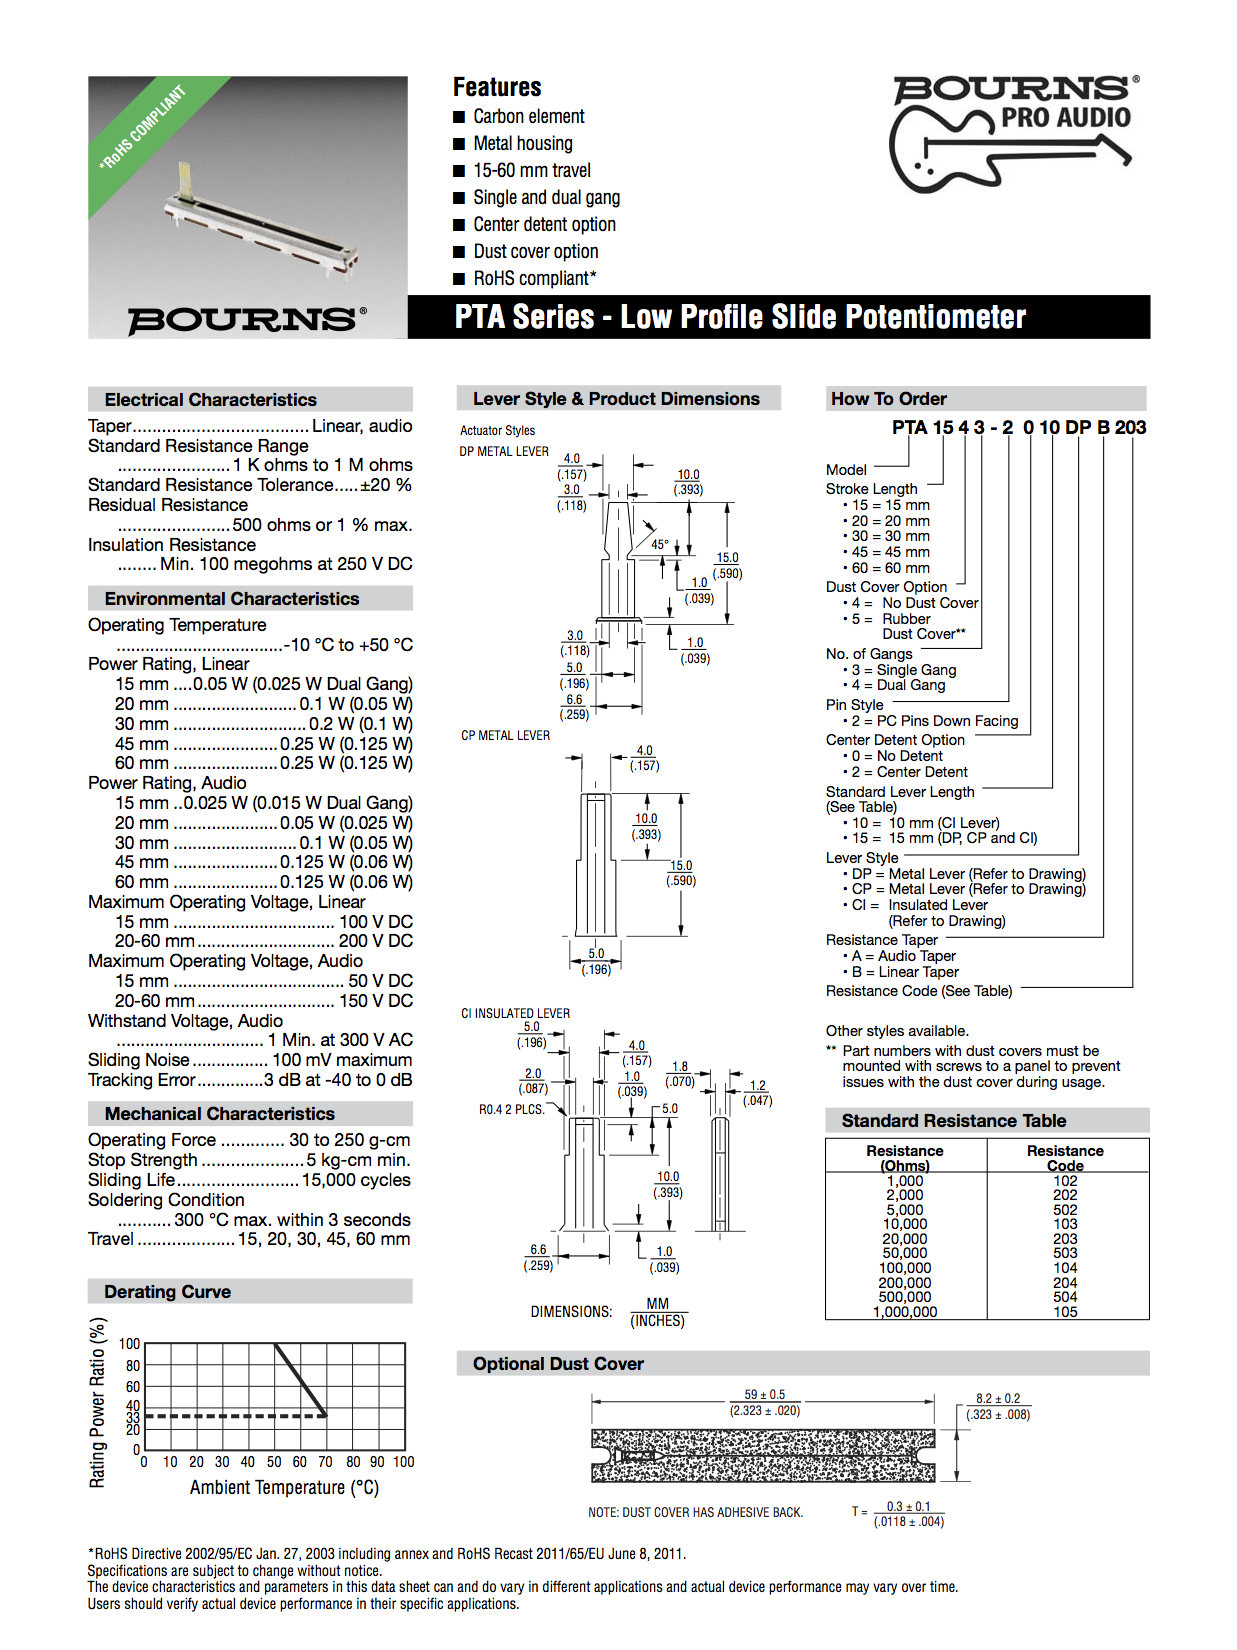 *RoHS COMPLIANT
BOURNS®
Features
■ Carbon element
■ Metal housing
■ 15-60 mm travel
■ Single and dual gang
■ Center detent option
■ Dust cover option
■ RoHS compliant*
BOURNS®
PRO AUDIO
PTA Series - Low Profile Slide Potentiometer
Electrical Characteristics
Taper.................................... Linear, audio
Standard Resistance Range
.......................1 K ohms to 1 M ohms
Standard Resistance Tolerance.....±20 %
Residual Resistance
.......................500 ohms or 1 % max.
Insulation Resistance
........ Min. 100 megohms at 250 V DC
Environmental Characteristics
Operating Temperature
..................................-10 °C to +50 °C
Power Rating, Linear
15 mm ....0.05 W (0.025 W Dual Gang)
20 mm .........................0.1 W (0.05 W)
30 mm ...........................0.2 W (0.1 W)
45 mm .....................0.25 W (0.125 W)
60 mm .....................0.25 W (0.125 W)
Power Rating, Audio
15 mm ..0.025 W (0.015 W Dual Gang)
20 mm .....................0.05 W (0.025 W)
30 mm .........................0.1 W (0.05 W)
45 mm .....................0.125 W (0.06 W)
60 mm .....................0.125 W (0.06 W)
Maximum Operating Voltage, Linear
15 mm ................................. 100 V DC
20-60 mm............................ 200 V DC
Maximum Operating Voltage, Audio
15 mm ................................... 50 V DC
20-60 mm............................ 150 V DC
Withstand Voltage, Audio
.............................. 1 Min. at 300 V AC
Sliding Noise................ 100 mV maximum
Tracking Error..............3 dB at -40 to 0 dB
Mechanical Characteristics
Operating Force ............. 30 to 250 g-cm
Stop Strength .....................5 kg-cm min.
Sliding Life.........................15,000 cycles
Soldering Condition
........... 300 °C max. within 3 seconds
Travel .................... 15, 20, 30, 45, 60 mm
Derating Curve
Rating Power Ratio (%)
100
80
60
40
33
20
0
0 10 20 30 40 50 60 70 80 90 100
Ambient Temperature (°C)
Lever Style & Product Dimensions
Actuator Styles
DP METAL LEVER
4.0
(.157)
3.0
(.118)
10.0
(.393)
45°
15.0
(.590)
1.0
(.039)
3.0
(.118)
1.0
(.039)
5.0
(.196)
6.6
(.259)
CP METAL LEVER
4.0
(.157)
10.0
(.393)
15.0
(.590)
5.0
(.196)
CI INSULATED LEVER
5.0
(.196)
4.0
(.157)
2.0
(.087)
1.0
(.039)
1.8
(.070)
1.2
(.047)
R0.4 2 PLCS.
5.0
10.0
(.393)
6.6
(.259)
1.0
(.039)
DIMENSIONS: MM
(INCHES)
How To Order
PTA 15 4 3 - 2 0 10 DP B 203
Model
Stroke Length
• 15 = 15 mm
• 20 = 20 mm
• 30 = 30 mm
• 45 = 45 mm
• 60 = 60 mm
Dust Cover Option
• 4 = No Dust Cover
• 5 = Rubber
Dust Cover**
No. of Gangs
• 3 = Single Gang
• 4 = Dual Gang
Pin Style
• 2 = PC Pins Down Facing
Center Detent Option
• 0 = No Detent
• 2 = Center Detent
Standard Lever Length
(See Table)
• 10 = 10 mm (CI Lever)
• 15 = 15 mm (DP, CP and CI)
Lever Style
• DP = Metal Lever (Refer to Drawing)
• CP = Metal Lever (Refer to Drawing)
• CI = Insulated Lever
(Refer to Drawing)
Resistance Taper
• A = Audio Taper
• B = Linear Taper
Resistance Code (See Table)
Other styles available.
** Part numbers with dust covers must be
mounted with screws to a panel to prevent
issues with the dust cover during usage.
Standard Resistance Table
Resistance (Ohms) Resistance Code
1,000 102
2,000 202
5,000 502
10,000 103
20,000 203
50,000 503
100,000 104
200,000 204
500,000 504
1,000,000 105
Optional Dust Cover
59 ± 0.5
(2.323 ± .020)
8.2 ± 0.2
(.323 ± .008)
NOTE: DUST COVER HAS ADHESIVE BACK.
T = 0.3 ± 0.1
(.0118 ± .004)
*RoHS Directive 2002/95/EC Jan. 27, 2003 including annex and RoHS Recast 2011/65/EU June 8, 2011.
Specifications are subject to change without notice.
The device characteristics and parameters in this data sheet can and do vary in different applications and actual device performance may vary over time.
Users should verify actual device performance in their specific applications.